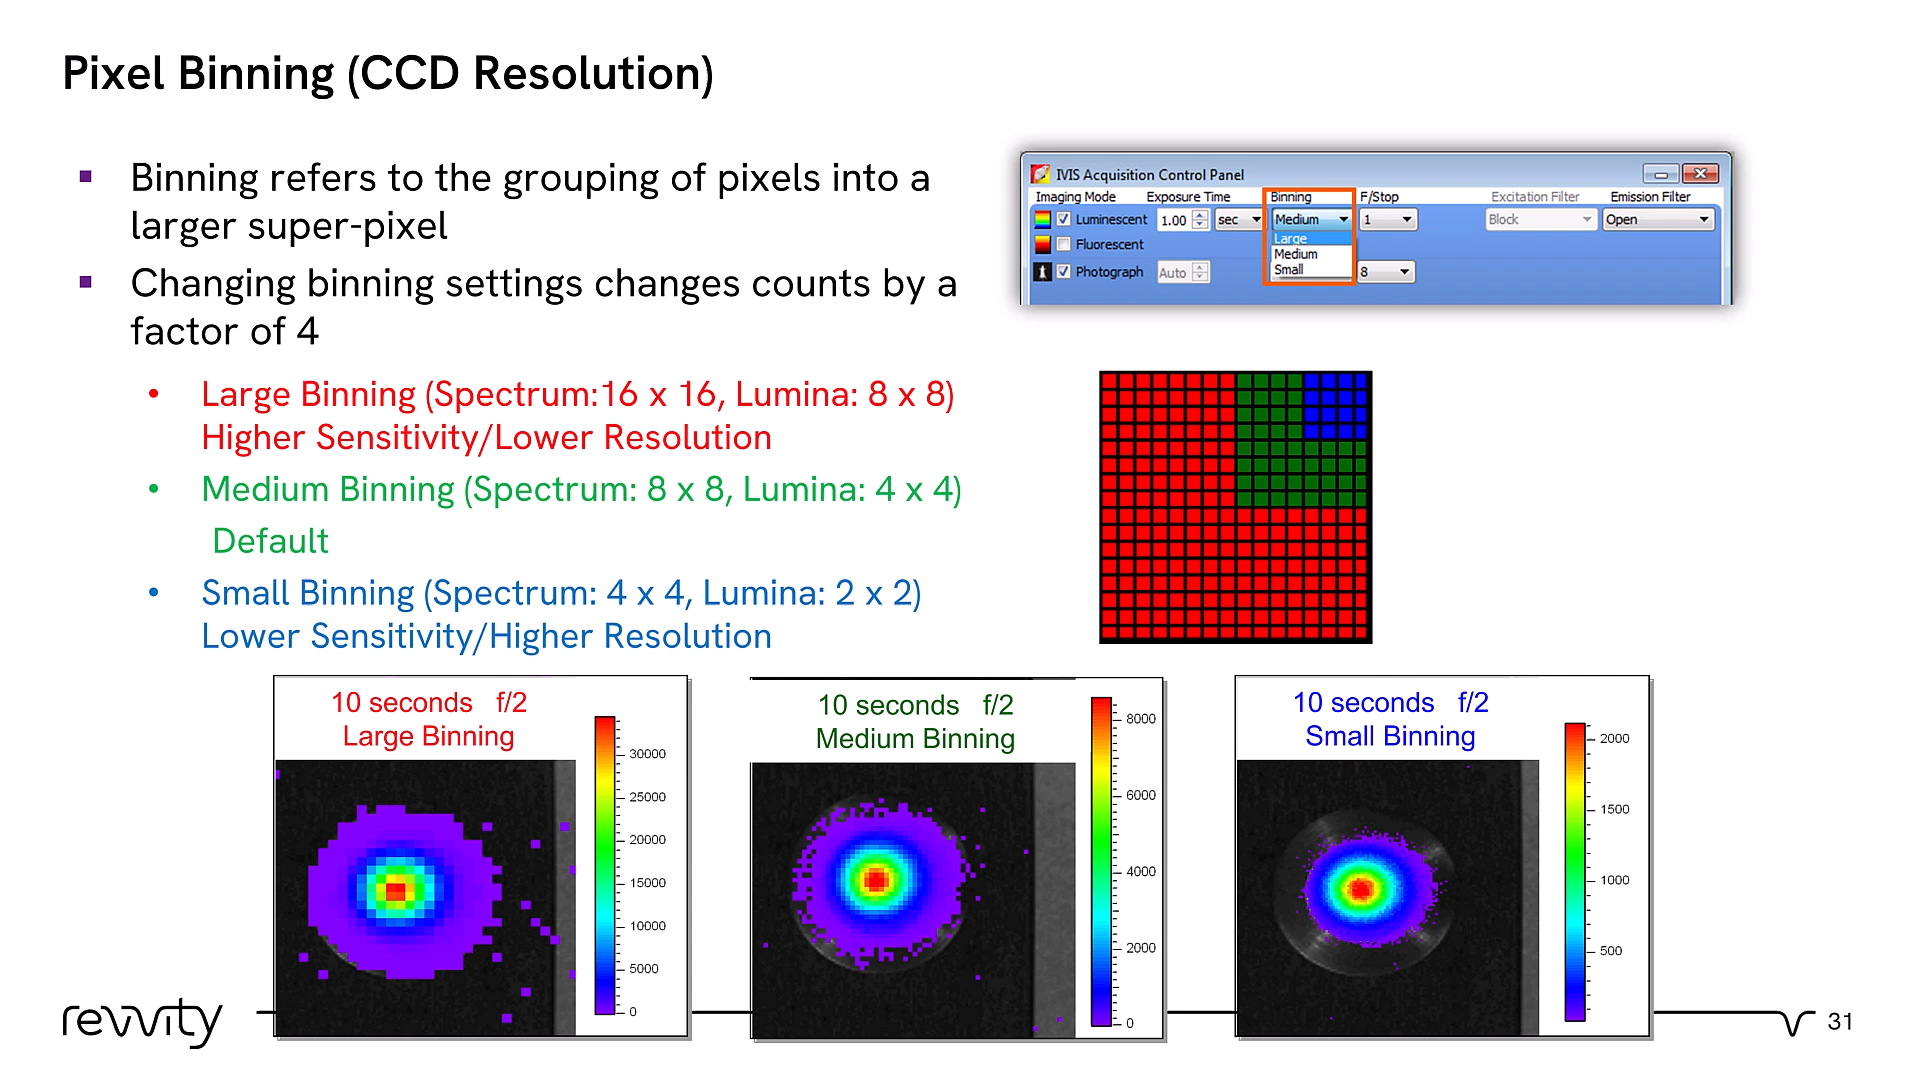 Pixel Binning (CCD Resolution)
▪ Binning refers to the grouping of pixels into a
larger super-pixel
▪ Changing binning settings changes counts by a
factor of 4
• Large Binning (Spectrum:16 x 16, Lumina: 8 x 8)
Higher Sensitivity/Lower Resolution
• Medium Binning (Spectrum: 8 x 8, Lumina: 4 x 4)
Default
• Small Binning (Spectrum: 4 x 4, Lumina: 2 x 2)
Lower Sensitivity/Higher Resolution
IVIS Acquisition Control Panel
Imaging Mode Exposure Time Binning F/Stop Excitation Filter Emission Filter
Luminescent 1.00 sec Medium 1 Block Open
Large
Fluorescent
Medium
Small
Photograph Auto 8
10 seconds f/2
Large Binning
30000
25000
20000
15000
10000
5000
0
10 seconds f/2
Medium Binning
8000
6000
4000
2000
0
10 seconds f/2
Small Binning
2000
1500
1000
500
revvity
31